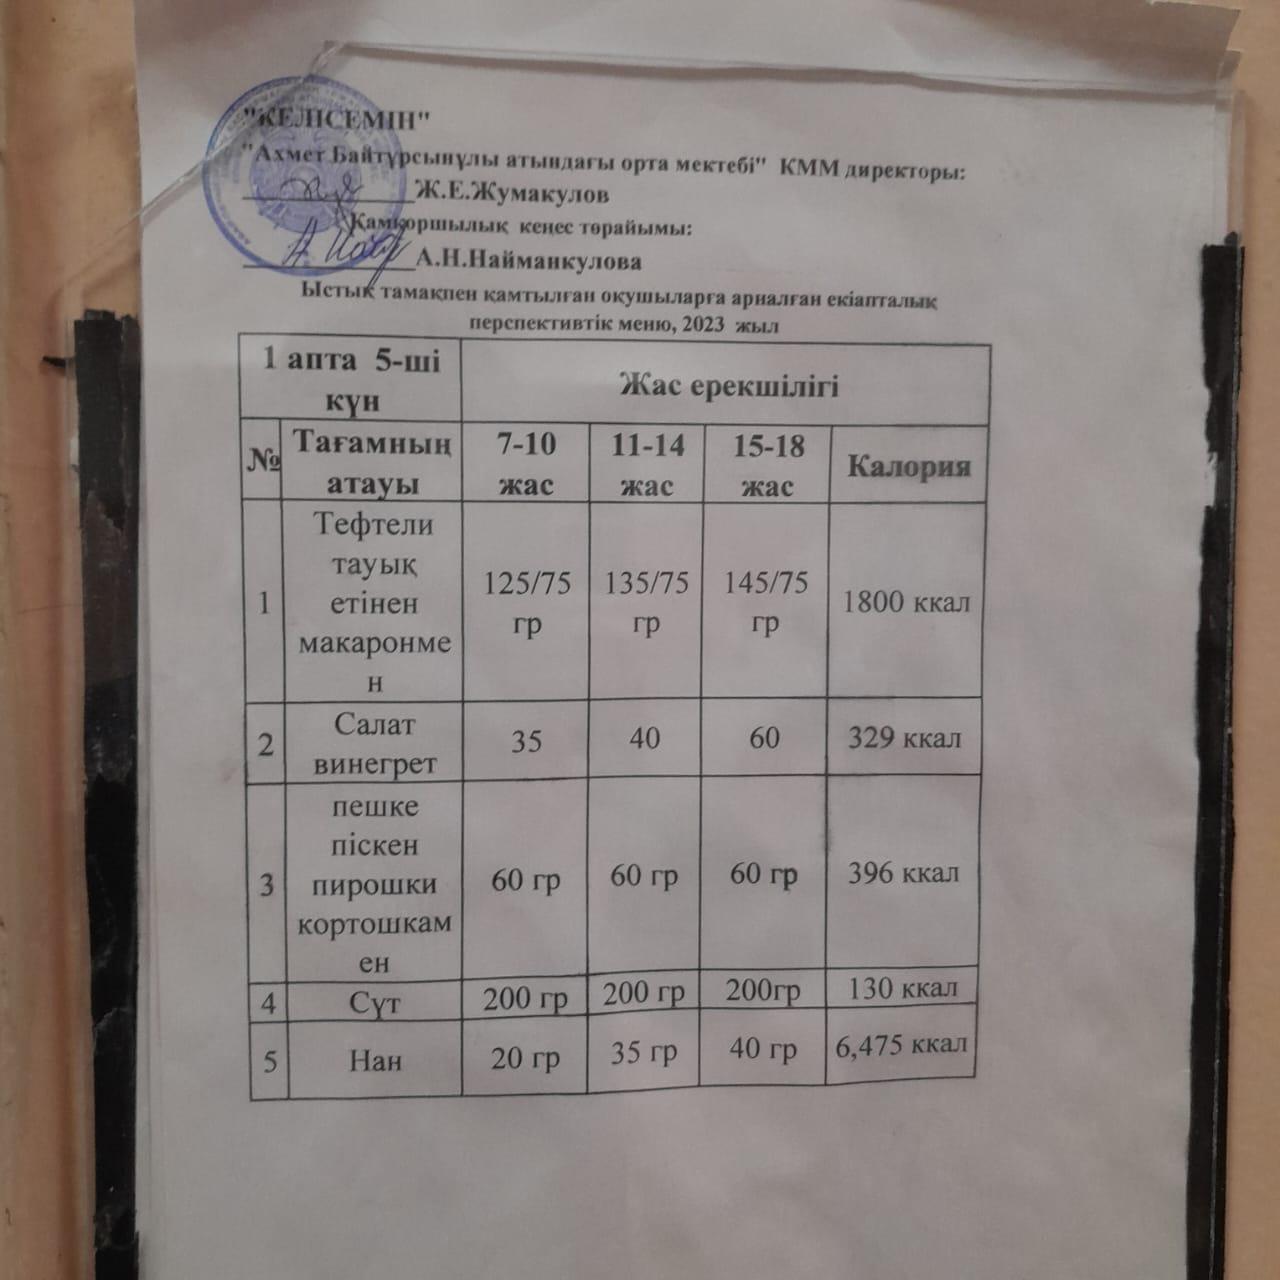 "КЕЛІСЕМІН"
"Ахмет Байтұрсынұлы атындағы орта мектебі" КММ директоры:
Ж.Е.Жумакулов
Қамқоршылық кеңес төрайымы:
А.Н.Найманкулова
Ыстық тамақпен қамтылған оқушыларға арналған екіапталық
перспективтік меню, 2023 жыл
1 апта 5-ші
күн
Жас ерекшілігі
№
Тағамның
атауы
7-10
жас
11-14
жас
15-18
жас
Калория
1
Тефтели
тауық
етінен
макаронме
н
125/75
гр
135/75
гр
145/75
гр
1800 ккал
2
Салат
винегрет
35
40
60
329 ккал
3
пешке
піскен
пирошки
кортошкам
ен
60 гр
60 гр
60 гр
396 ккал
4
Сүт
200 гр
200 гр
200гр
130 ккал
5
Нан
20 гр
35 гр
40 гр
6,475 ккал